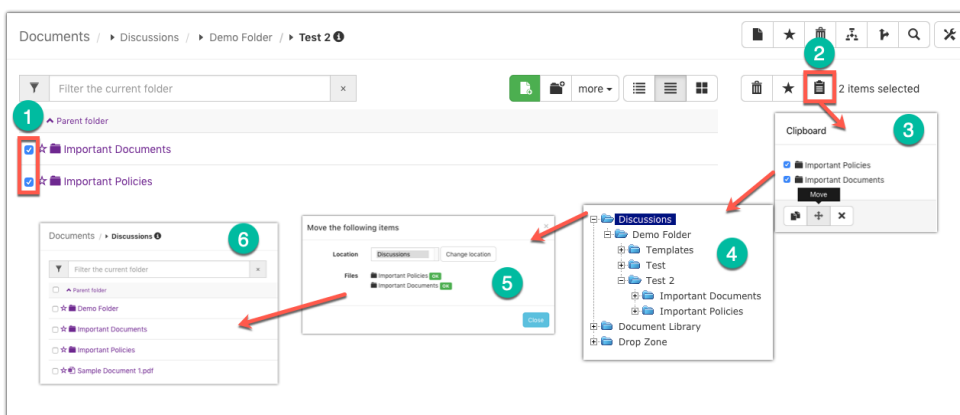 Documents / ▸ Discussions / ▸ Demo Folder / ▸ Test 2
2
Filter the current folder ×
more
2 items selected
1
Parent folder
Important Documents
Important Policies
Clipboard
3
Important Policies
Important Documents
Move
Documents / ▸ Discussions
6
Filter the current folder ×
Parent folder
Demo Folder
Important Documents
Important Policies
Sample Document 1.pdf
Move the following items ×
Location Discussions Change location
Files Important Policies OK
Important Documents OK
5
Close
Discussions
Demo Folder
Templates
Test
Test 2
Important Documents
Important Policies
Document Library
Drop Zone
4